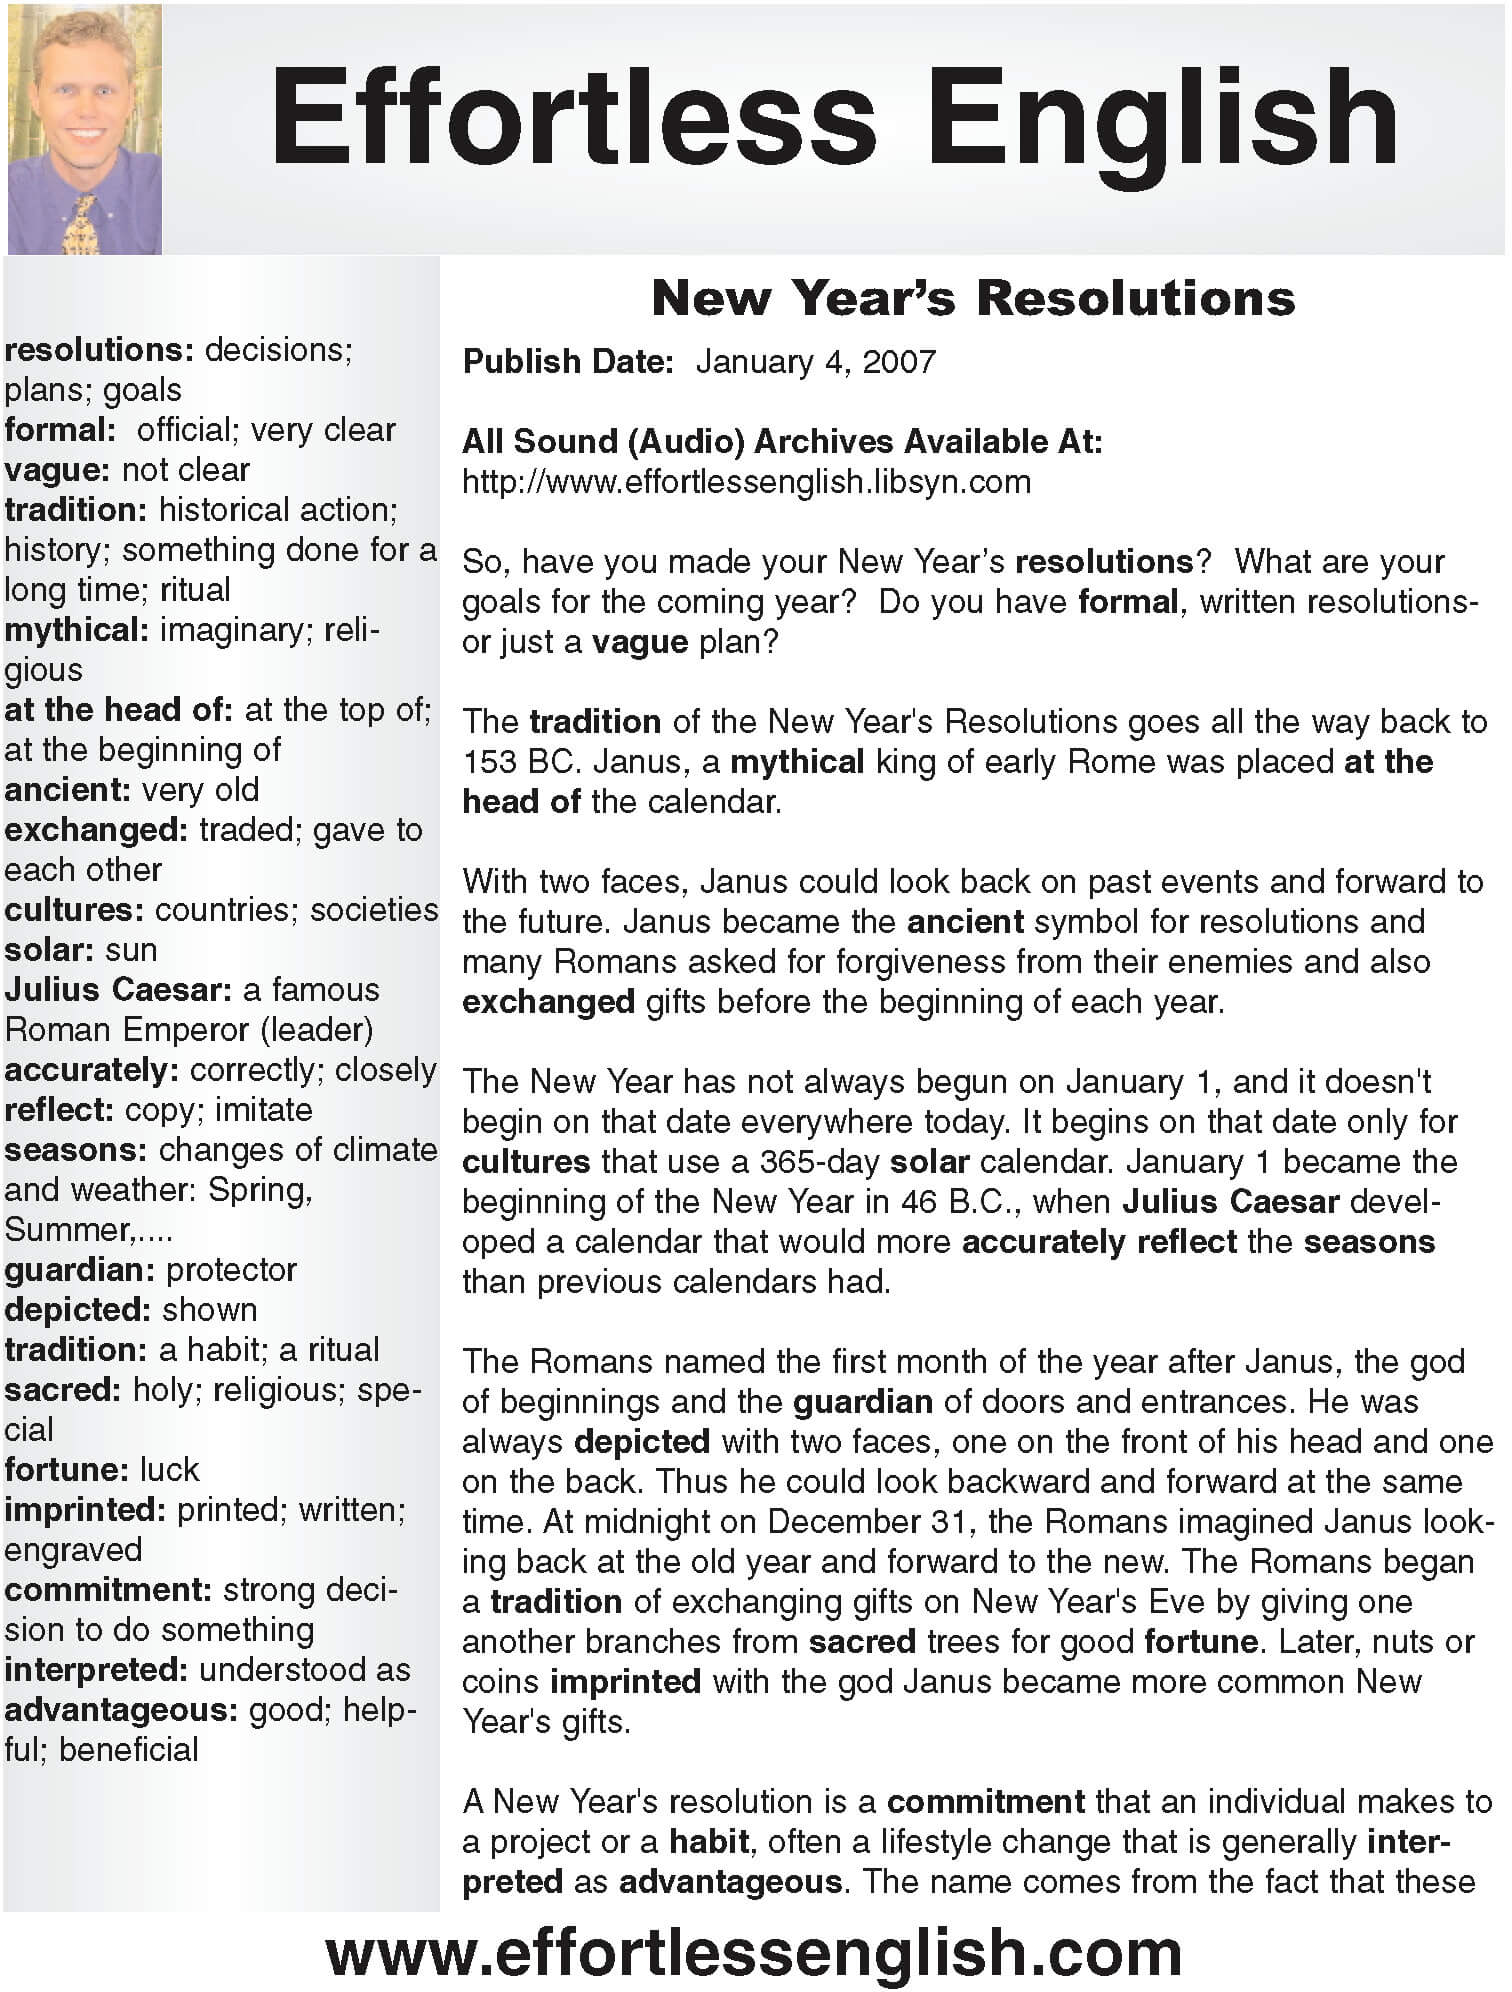 Effortless English
resolutions: decisions;
plans; goals
formal:  official; very clear
vague: not clear
tradition: historical action;
history; something done for a
long time; ritual
mythical: imaginary; reli-
gious
at the head of: at the top of;
at the beginning of
ancient: very old
exchanged: traded; gave to
each other
cultures: countries; societies
solar: sun
Julius Caesar: a famous
Roman Emperor (leader)
accurately: correctly; closely
reflect: copy; imitate
seasons: changes of climate
and weather: Spring,
Summer,....
guardian: protector
depicted: shown
tradition: a habit; a ritual
sacred: holy; religious; spe-
cial
fortune: luck
imprinted: printed; written;
engraved
commitment: strong deci-
sion to do something
interpreted: understood as
advantageous: good; help-
ful; beneficial
New Year’s Resolutions
Publish Date:  January 4, 2007
All Sound (Audio) Archives Available At:
http://www.effortlessenglish.libsyn.com
So, have you made your New Year’s resolutions?  What are your
goals for the coming year?  Do you have formal, written resolutions-
or just a vague plan?
The tradition of the New Year's Resolutions goes all the way back to
153 BC. Janus, a mythical king of early Rome was placed at the
head of the calendar.
With two faces, Janus could look back on past events and forward to
the future. Janus became the ancient symbol for resolutions and
many Romans asked for forgiveness from their enemies and also
exchanged gifts before the beginning of each year.
The New Year has not always begun on January 1, and it doesn't
begin on that date everywhere today. It begins on that date only for
cultures that use a 365-day solar calendar. January 1 became the
beginning of the New Year in 46 B.C., when Julius Caesar devel-
oped a calendar that would more accurately reflect the seasons
than previous calendars had.
The Romans named the first month of the year after Janus, the god
of beginnings and the guardian of doors and entrances. He was
always depicted with two faces, one on the front of his head and one
on the back. Thus he could look backward and forward at the same
time. At midnight on December 31, the Romans imagined Janus look-
ing back at the old year and forward to the new. The Romans began
a tradition of exchanging gifts on New Year's Eve by giving one
another branches from sacred trees for good fortune. Later, nuts or
coins imprinted with the god Janus became more common New
Year's gifts.
A New Year's resolution is a commitment that an individual makes to
a project or a habit, often a lifestyle change that is generally inter-
preted as advantageous. The name comes from the fact that these
www.effortlessenglish.com